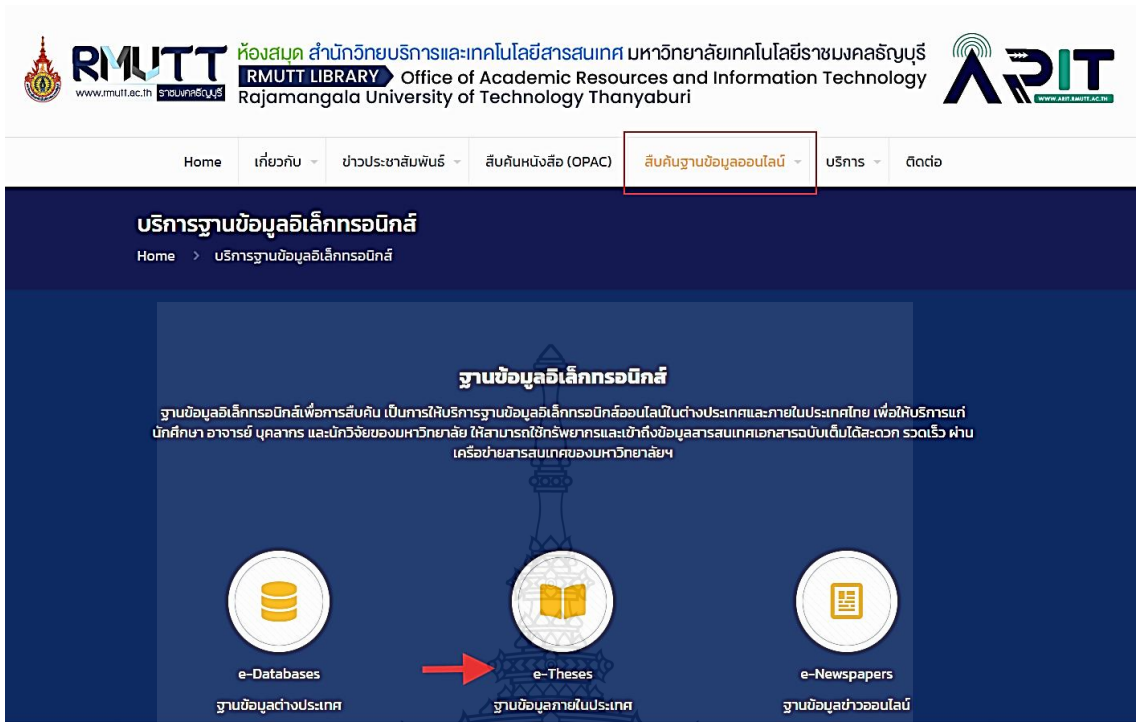 RMUTT
www.rmutt.ac.th ราชมงคลธัญบุรี
ห้องสมุด สำนักวิทยบริการและเทคโนโลยีสารสนเทศ มหาวิทยาลัยเทคโนโลยีราชมงคลธัญบุรี
RMUTT LIBRARY Office of Academic Resources and Information Technology
Rajamangala University of Technology Thanyaburi
ARIT
WWW.ARIT.RMUTT.AC.TH
Home เกี่ยวกับ ข่าวประชาสัมพันธ์ สืบค้นหนังสือ (OPAC) สืบค้นฐานข้อมูลออนไลน์ บริการ ติดต่อ
บริการฐานข้อมูลอิเล็กทรอนิกส์
Home > บริการฐานข้อมูลอิเล็กทรอนิกส์
ฐานข้อมูลอิเล็กทรอนิกส์
ฐานข้อมูลอิเล็กทรอนิกส์เพื่อการสืบค้น เป็นการให้บริการฐานข้อมูลอิเล็กทรอนิกส์ออนไลน์ในต่างประเทศและภายในประเทศไทย เพื่อให้บริการแก่
นักศึกษา อาจารย์ บุคลากร และนักวิจัยของมหาวิทยาลัย ให้สามารถใช้ทรัพยากรและเข้าถึงข้อมูลสารสนเทศเอกสารฉบับเต็มได้สะดวก รวดเร็ว ผ่าน
เครือข่ายสารสนเทศของมหาวิทยาลัยฯ
e-Databases e-Theses e-Newspapers
ฐานข้อมูลต่างประเทศ ฐานข้อมูลภายในประเทศ ฐานข้อมูลข่าวออนไลน์